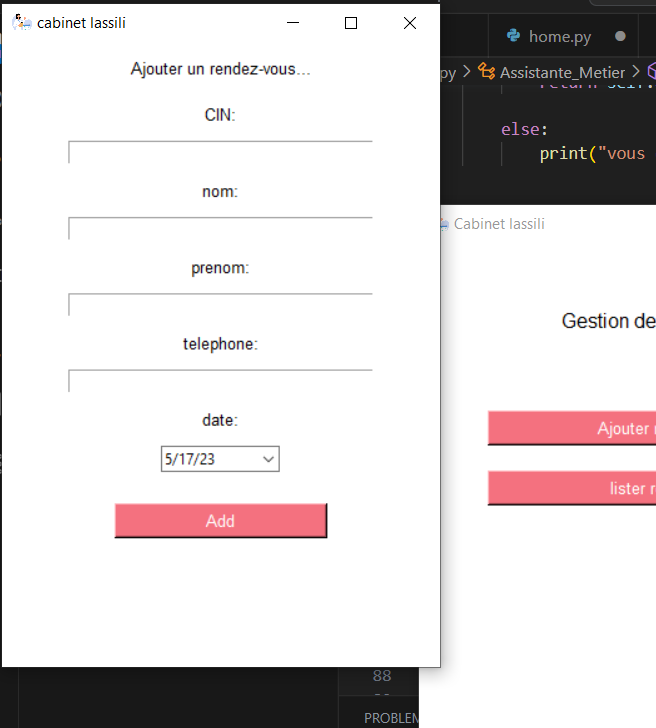 cabinet lassili
Ajouter un rendez-vous...
CIN:
nom:
prenom:
telephone:
date:
5/17/23
Add
home.py
py > Assistante_Metier >
else:
print("vous
Cabinet lassili
Gestion de
Ajouter
lister
88
PROBLEM